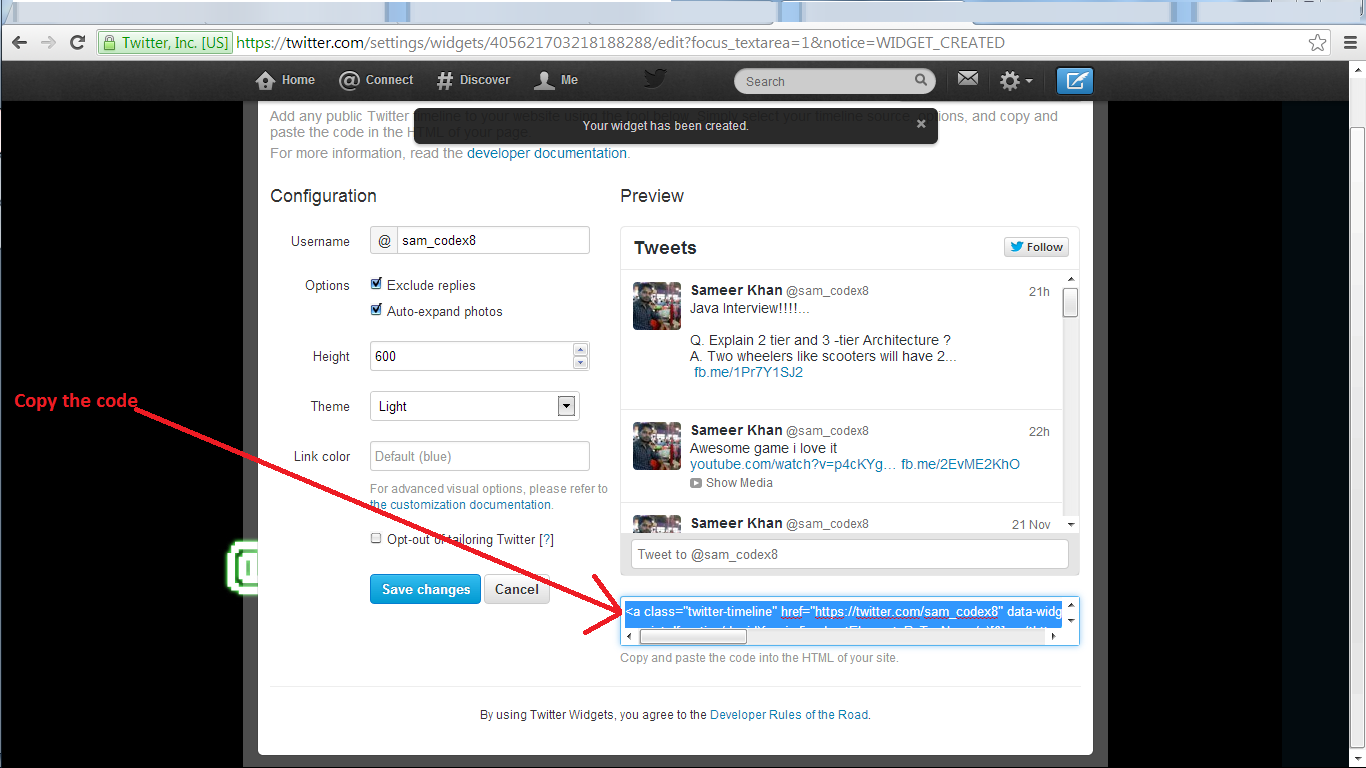 Twitter, Inc. [US] https://twitter.com/settings/widgets/405621703218188288/edit?focus_textarea=1&notice=WIDGET_CREATED
Home Connect Discover Me Search
Add any public Twitter timeline to your website using the tool below. Simply select your timeline source, options, and copy and
Your widget has been created. ×
paste the code in the HTML of your page.
For more information, read the developer documentation.
Configuration
Username @ sam_codex8
Options Exclude replies
Auto-expand photos
Height 600
Theme Light
Link color Default (blue)
For advanced visual options, please refer to
the customization documentation.
Opt-out of tailoring Twitter [?]
Save changes Cancel
Copy the code
Preview
Tweets Follow
Sameer Khan @sam_codex8 21h
Java Interview!!!!...
Q. Explain 2 tier and 3 -tier Architecture ?
A. Two wheelers like scooters will have 2...
fb.me/1Pr7Y1SJ2
Sameer Khan @sam_codex8 22h
Awesome game i love it
youtube.com/watch?v=p4cKYg... fb.me/2EvME2KhO
Show Media
Sameer Khan @sam_codex8 21 Nov
Tweet to @sam_codex8
<a class="twitter-timeline" href="https://twitter.com/sam_codex8" data-widg
Copy and paste the code into the HTML of your site.
By using Twitter Widgets, you agree to the Developer Rules of the Road.